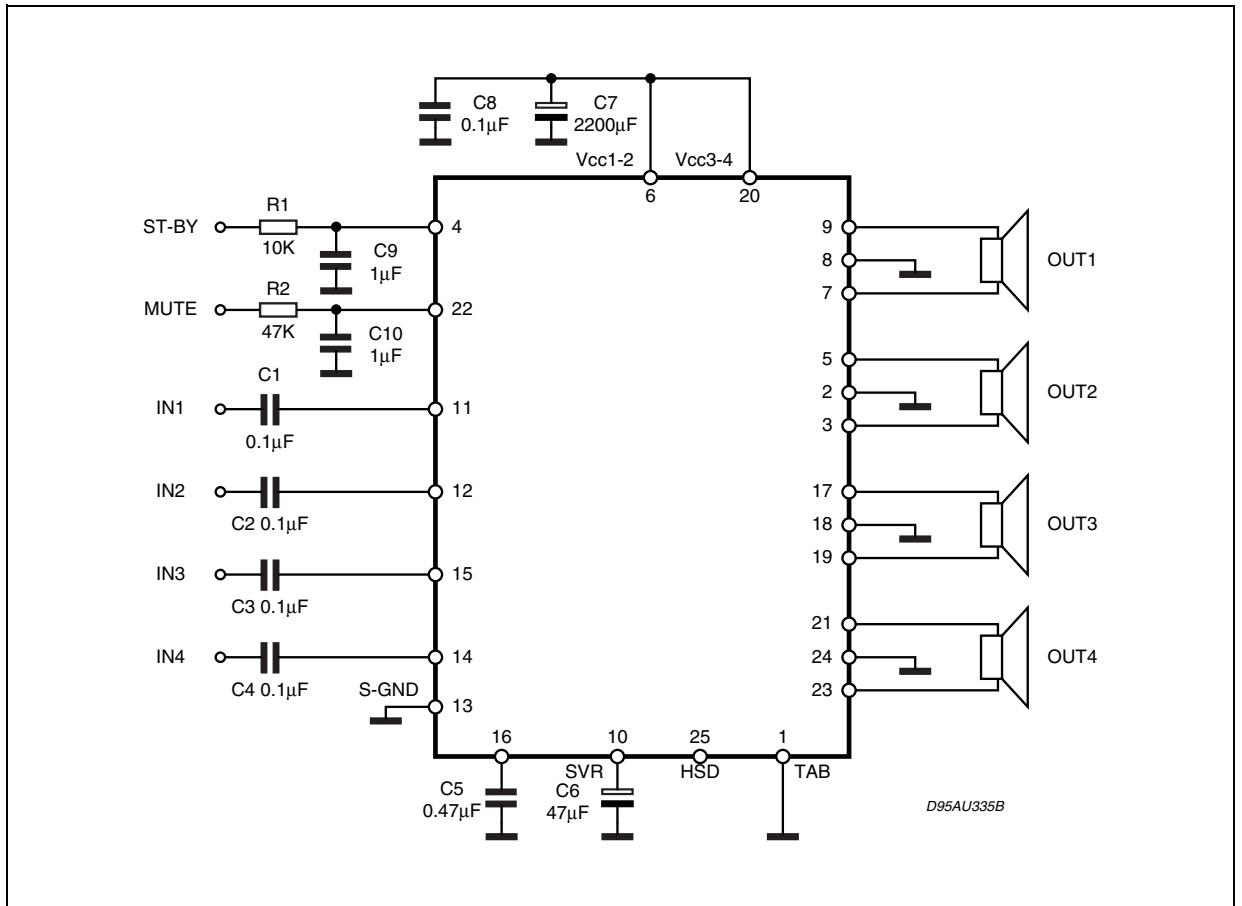 C8
0.1µF
C7
2200µF
Vcc1-2
Vcc3-4
6
20
ST-BY
R1
10K
C9
1µF
4
MUTE
R2
47K
C10
1µF
22
IN1
C1
0.1µF
11
IN2
C2 0.1µF
12
IN3
C3 0.1µF
15
IN4
C4 0.1µF
14
S-GND
13
16
C5
0.47µF
10
SVR
C6
47µF
25
HSD
1
TAB
9
8
7
OUT1
5
2
3
OUT2
17
18
19
OUT3
21
24
23
OUT4
D95AU335B